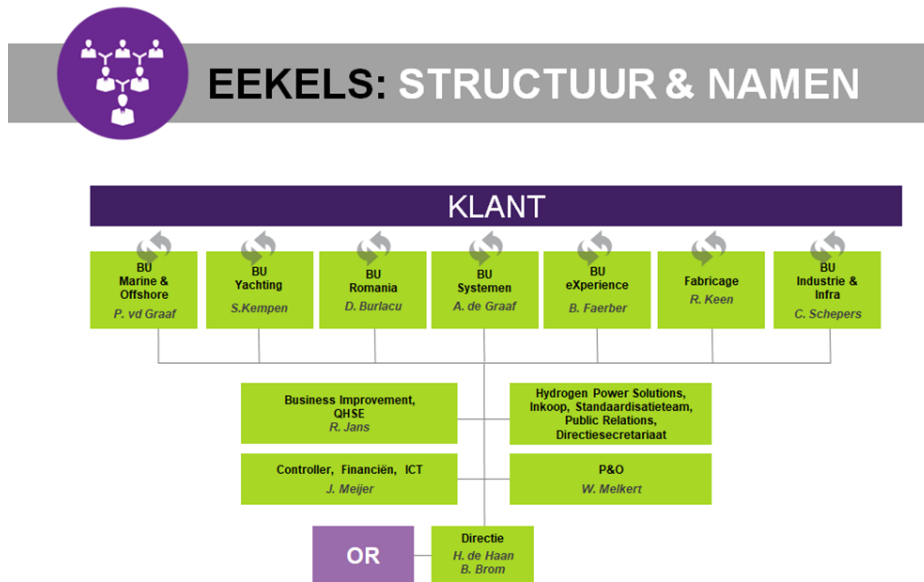 EEKELS: STRUCTUUR & NAMEN
KLANT
BU
Marine &
Offshore
P. vd Graaf
BU
Yachting
S.Kempen
BU
Romania
D. Burlacu
BU
Systemen
A. de Graaf
BU
eXperience
B. Faerber
Fabricage
R. Keen
BU
Industrie &
Infra
C. Schepers
Business Improvement,
QHSE
R. Jans
Hydrogen Power Solutions,
Inkoop, Standaardisatieteam,
Public Relations,
Directiesecretariaat
Controller, Financiën, ICT
J. Meijer
P&O
W. Melkert
OR
Directie
H. de Haan
B. Brom